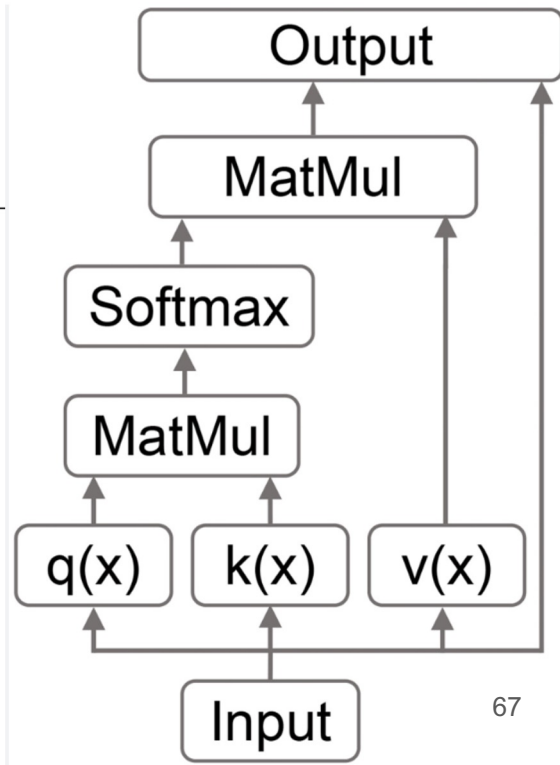 Output
MatMul
Softmax
MatMul
q(x) k(x) v(x)
Input
67